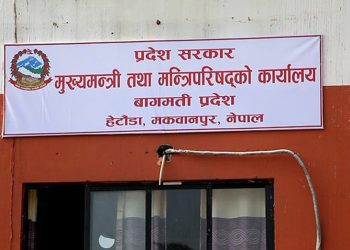 प्रदेश सरकार
मुख्यमन्त्री तथा मन्त्रिपरिषद्को कार्यालय
बागमती प्रदेश
हेटौंडा, मकवानपुर, नेपाल